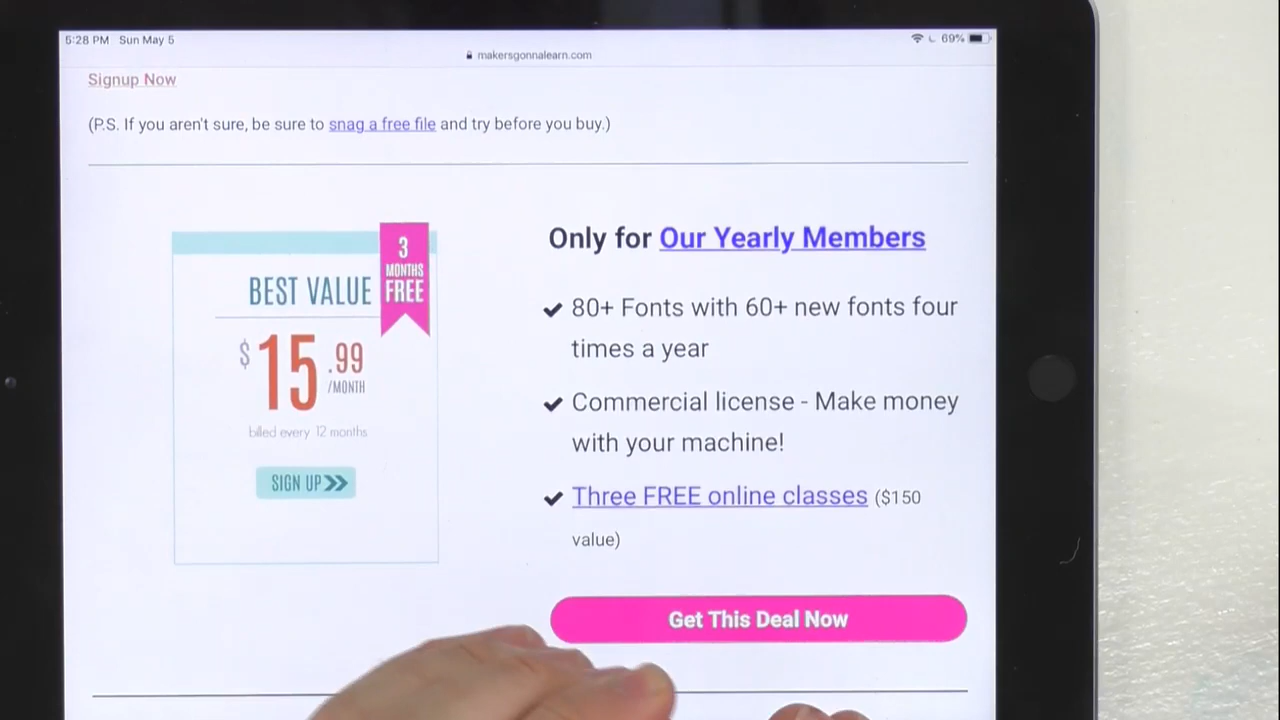 5:28 PM Sun May 5
69%
makersgonnalearn.com
Signup Now
(P.S. If you aren't sure, be sure to snag a free file and try before you buy.)
3
MONTHS
FREE
BEST VALUE
$15.99
/MONTH
billed every 12 months
SIGN UP
Only for Our Yearly Members
80+ Fonts with 60+ new fonts four
times a year
Commercial license - Make money
with your machine!
Three FREE online classes ($150
value)
Get This Deal Now